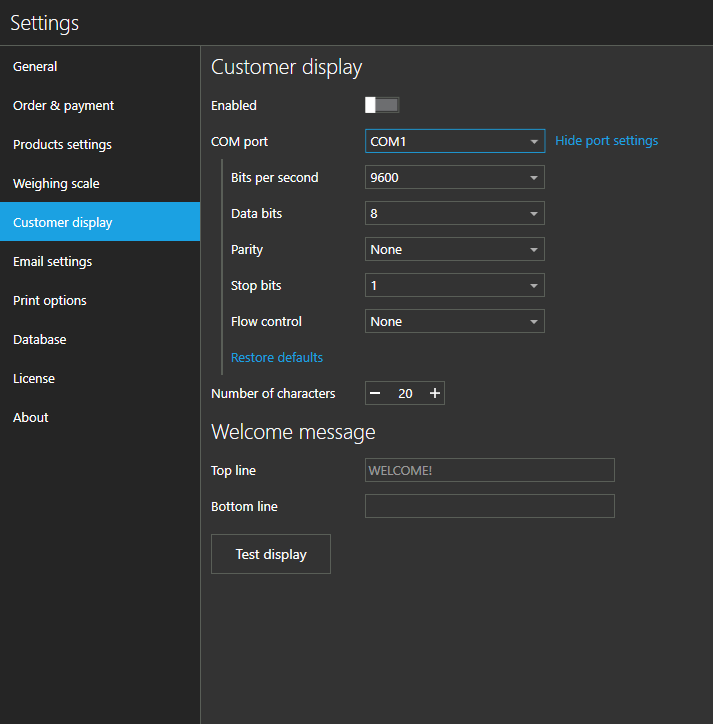 Settings
General
Order & payment
Products settings
Weighing scale
Customer display
Email settings
Print options
Database
License
About
Customer display
Enabled
COM port COM1 Hide port settings
Bits per second 9600
Data bits 8
Parity None
Stop bits 1
Flow control None
Restore defaults
Number of characters − 20 +
Welcome message
Top line WELCOME!
Bottom line
Test display